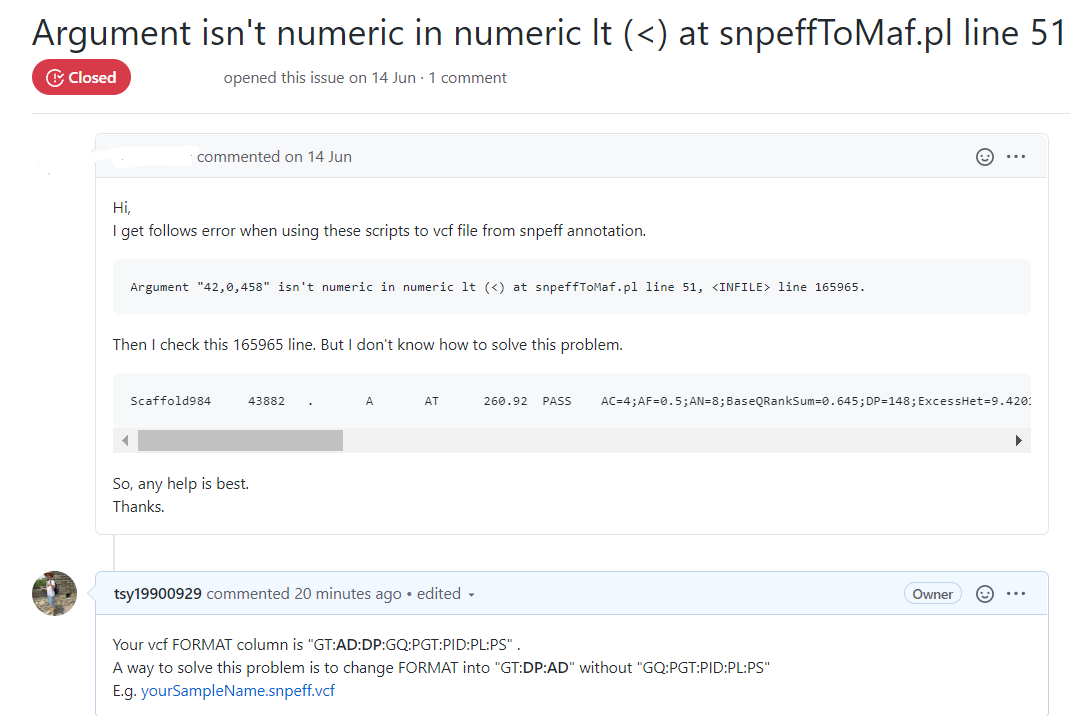 Argument isn't numeric in numeric lt (<) at snpeffToMaf.pl line 51
Closed
opened this issue on 14 Jun · 1 comment
commented on 14 Jun
Hi,
I get follows error when using these scripts to vcf file from snpeff annotation.
Argument "42,0,458" isn't numeric in numeric lt (<) at snpeffToMaf.pl line 51, <INFILE> line 165965.
Then I check this 165965 line. But I don't know how to solve this problem.
Scaffold984 43882 . A AT 260.92 PASS AC=4;AF=0.5;AN=8;BaseQRankSum=0.645;DP=148;ExcessHet=9.4201
So, any help is best.
Thanks.
tsy19900929 commented 20 minutes ago • edited
Owner
Your vcf FORMAT column is "GT:AD:DP:GQ:PGT:PID:PL:PS" .
A way to solve this problem is to change FORMAT into "GT:DP:AD" without "GQ:PGT:PID:PL:PS"
E.g. yourSampleName.snpeff.vcf